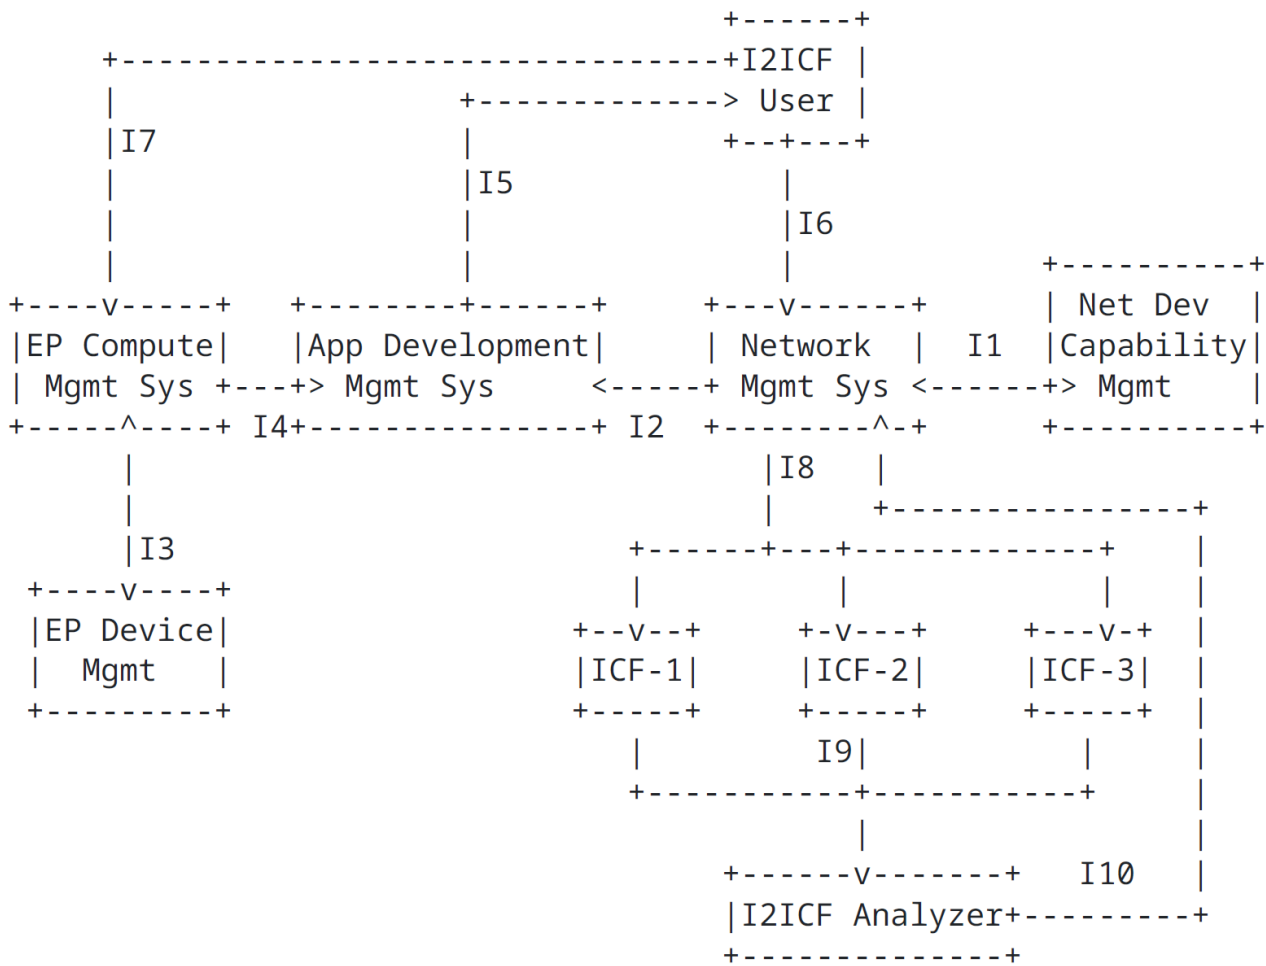 +------+
     +--------------------------------+I2ICF |
     |                  +-------------> User |
     |I7                |             +--+---+
     |                  |I5              |
     |                  |                |I6
     |                  |                |             +----------+
+----v-----+   +--------+------+     +---v------+      | Net Dev  |
|EP Compute|   |App Development|     | Network  |  I1  |Capability|
| Mgmt Sys +---+> Mgmt Sys     <-----+ Mgmt Sys <------+> Mgmt    |
+-----^----+ I4+---------------+ I2  +--------^-+      +----------+
      |                                 |I8   |
      |                                 |     +----------------+
      |I3                        +------+---+-------------+    |
 +----v----+                     |          |             |    |
 |EP Device|                  +--v--+     +-v---+     +---v-+  |
 |  Mgmt   |                  |ICF-1|     |ICF-2|     |ICF-3|  |
 +---------+                  +-----+     +-----+     +-----+  |
                                 |         I9|           |     |
                                 +-----------+-----------+     |
                                             |                 |
                                      +------v-------+   I10   |
                                      |I2ICF Analyzer+---------+
                                      +--------------+